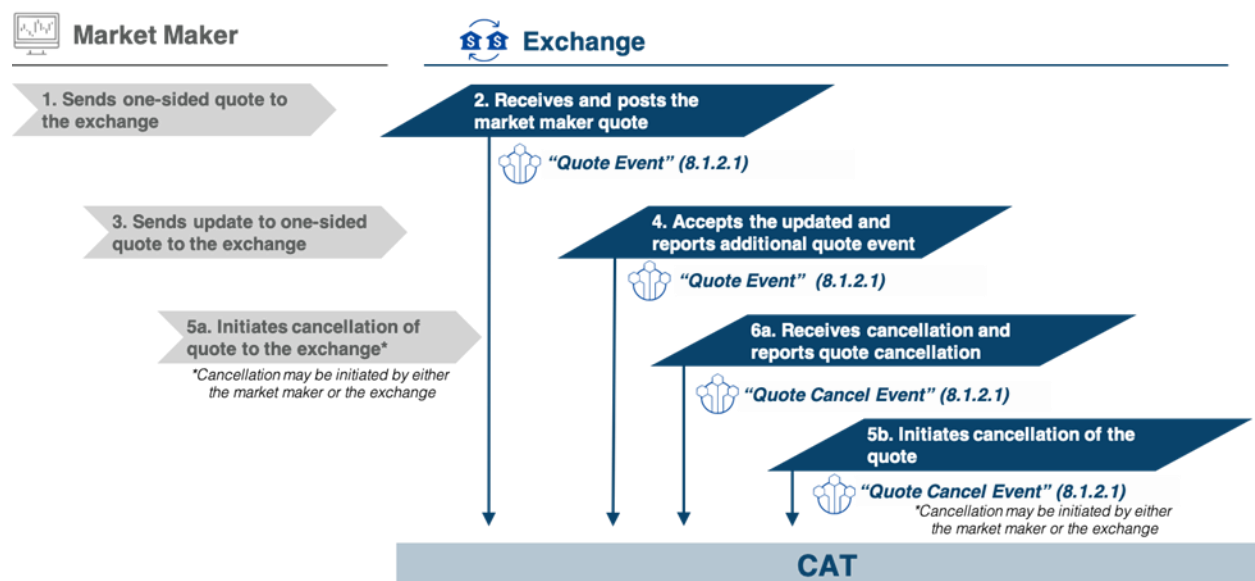 Market Maker
Exchange
1. Sends one-sided quote to
the exchange
2. Receives and posts the
market maker quote
“Quote Event” (8.1.2.1)
3. Sends update to one-sided
quote to the exchange
4. Accepts the updated and
reports additional quote event
“Quote Event” (8.1.2.1)
5a. Initiates cancellation of
quote to the exchange*
*Cancellation may be initiated by either
the market maker or the exchange
6a. Receives cancellation and
reports quote cancellation
“Quote Cancel Event” (8.1.2.1)
5b. Initiates cancellation of the
quote
“Quote Cancel Event” (8.1.2.1)
*Cancellation may be initiated by either
the market maker or the exchange
CAT